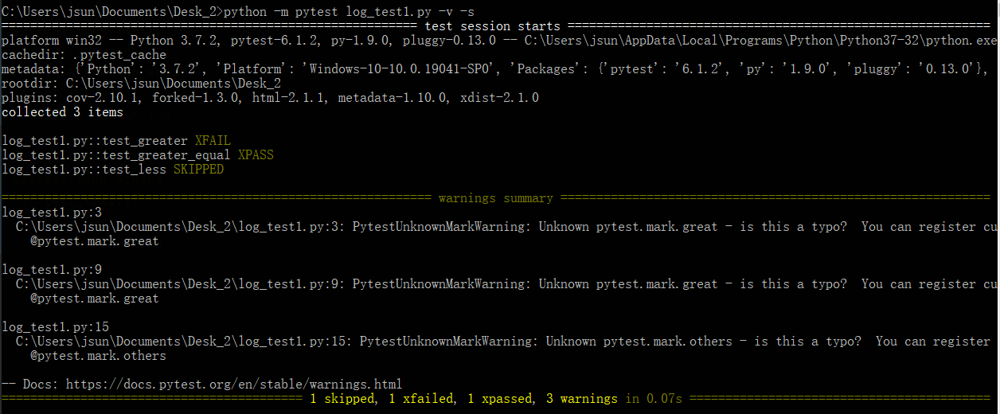 C:\Users\jsun\Documents\Desk_2>python -m pytest log_test1.py -v -s
========================================================== test session starts ===========================================================
platform win32 -- Python 3.7.2, pytest-6.1.2, py-1.9.0, pluggy-0.13.0 -- C:\Users\jsun\AppData\Local\Programs\Python\Python37-32\python.exe
cachedir: .pytest_cache
metadata: {'Python': '3.7.2', 'Platform': 'Windows-10-10.0.19041-SP0', 'Packages': {'pytest': '6.1.2', 'py': '1.9.0', 'pluggy': '0.13.0'},
rootdir: C:\Users\jsun\Documents\Desk_2
plugins: cov-2.10.1, forked-1.3.0, html-2.1.1, metadata-1.10.0, xdist-2.1.0
collected 3 items
log_test1.py::test_greater XFAIL
log_test1.py::test_greater_equal XPASS
log_test1.py::test_less SKIPPED
============================================================ warnings summary ============================================================
log_test1.py:3
C:\Users\jsun\Documents\Desk_2\log_test1.py:3: PytestUnknownMarkWarning: Unknown pytest.mark.great - is this a typo?  You can register cu
@pytest.mark.great
log_test1.py:9
C:\Users\jsun\Documents\Desk_2\log_test1.py:9: PytestUnknownMarkWarning: Unknown pytest.mark.great - is this a typo?  You can register cu
@pytest.mark.great
log_test1.py:15
C:\Users\jsun\Documents\Desk_2\log_test1.py:15: PytestUnknownMarkWarning: Unknown pytest.mark.others - is this a typo?  You can register
@pytest.mark.others
-- Docs: https://docs.pytest.org/en/stable/warnings.html
========================================== 1 skipped, 1 xfailed, 1 xpassed, 3 warnings in 0.07s ==========================================